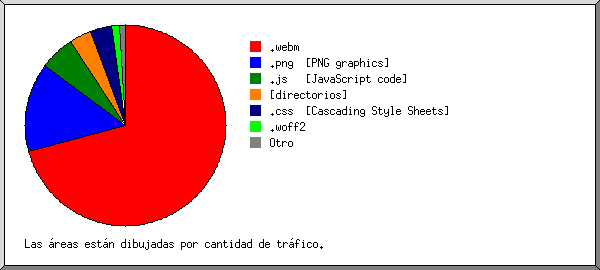 .webm
.png  [PNG graphics]
.js   [JavaScript code]
[directorios]
.css  [Cascading Style Sheets]
.woff2
Otro
Las áreas están dibujadas por cantidad de tráfico.